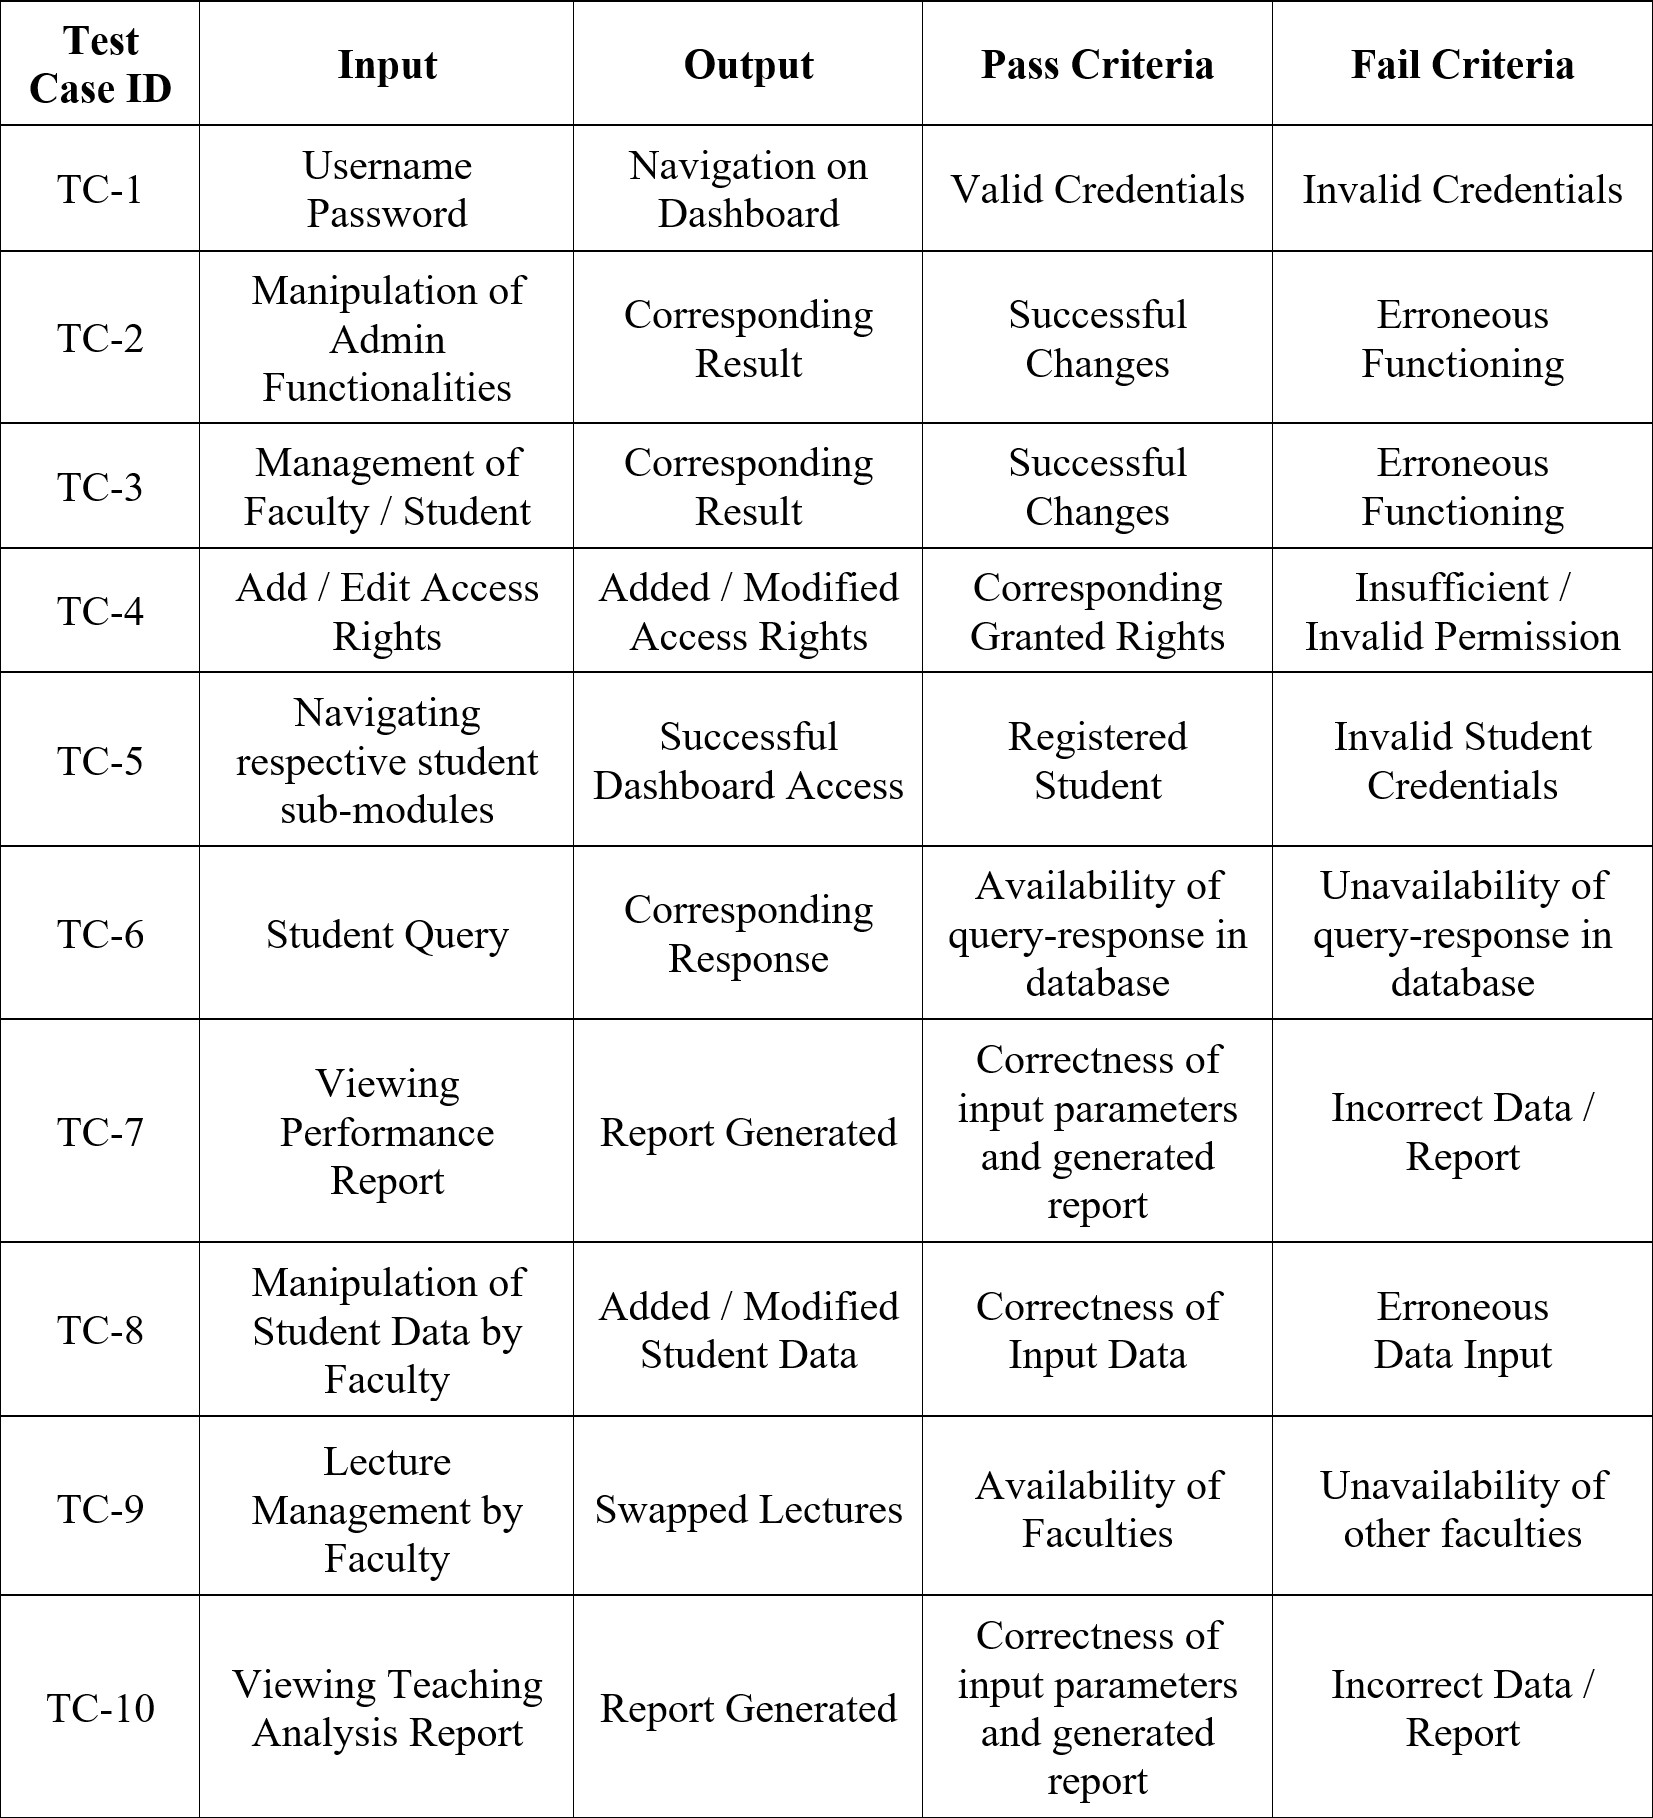 Test
Case ID
Input
Output
Pass Criteria
Fail Criteria
TC-1
Username
Password
Navigation on
Dashboard
Valid Credentials
Invalid Credentials
TC-2
Manipulation of
Admin
Functionalities
Corresponding
Result
Successful
Changes
Erroneous
Functioning
TC-3
Management of
Faculty / Student
Corresponding
Result
Successful
Changes
Erroneous
Functioning
TC-4
Add / Edit Access
Rights
Added / Modified
Access Rights
Corresponding
Granted Rights
Insufficient /
Invalid Permission
TC-5
Navigating
respective student
sub-modules
Successful
Dashboard Access
Registered
Student
Invalid Student
Credentials
TC-6
Student Query
Corresponding
Response
Availability of
query-response in
database
Unavailability of
query-response in
database
TC-7
Viewing
Performance
Report
Report Generated
Correctness of
input parameters
and generated
report
Incorrect Data /
Report
TC-8
Manipulation of
Student Data by
Faculty
Added / Modified
Student Data
Correctness of
Input Data
Erroneous
Data Input
TC-9
Lecture
Management by
Faculty
Swapped Lectures
Availability of
Faculties
Unavailability of
other faculties
TC-10
Viewing Teaching
Analysis Report
Report Generated
Correctness of
input parameters
and generated
report
Incorrect Data /
Report